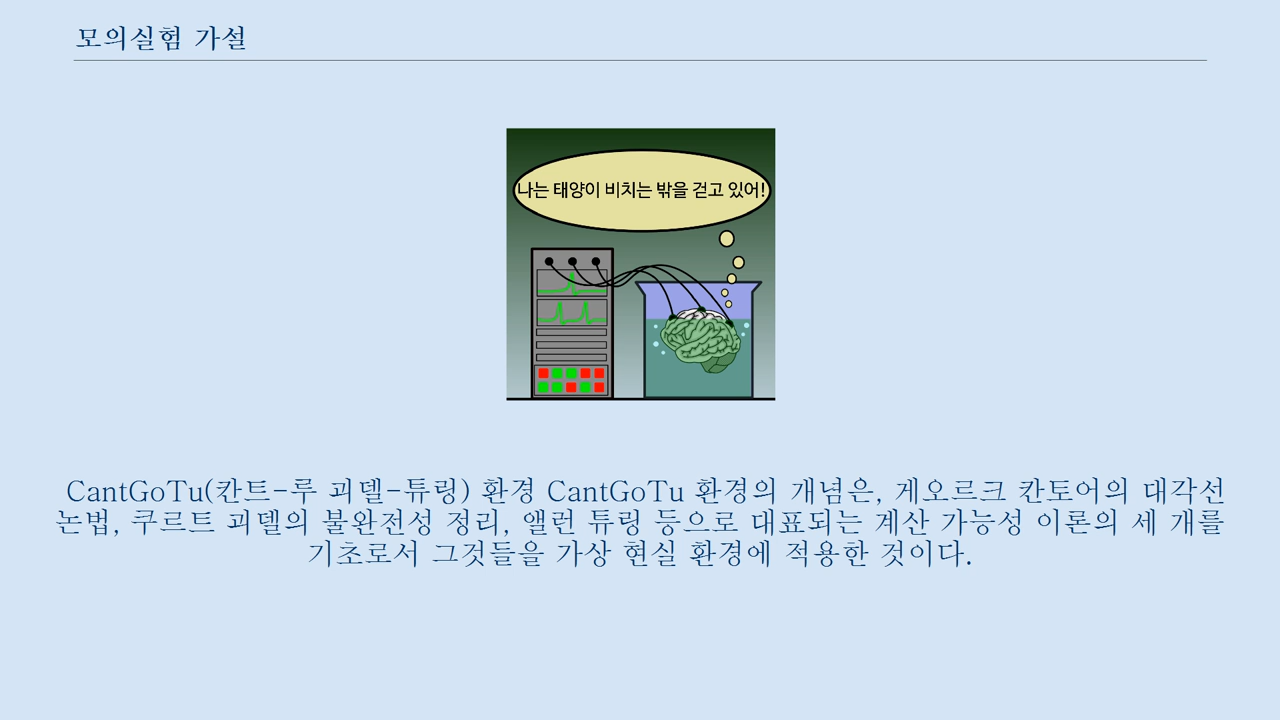 모의실험 가설
나는 태양이 비치는 밖을 걷고 있어!
CantGoTu(칸트-루 괴델-튜링) 환경 CantGoTu 환경의 개념은, 게오르크 칸토어의 대각선
논법, 쿠르트 괴델의 불완전성 정리, 앨런 튜링 등으로 대표되는 계산 가능성 이론의 세 개를
기초로서 그것들을 가상 현실 환경에 적용한 것이다.